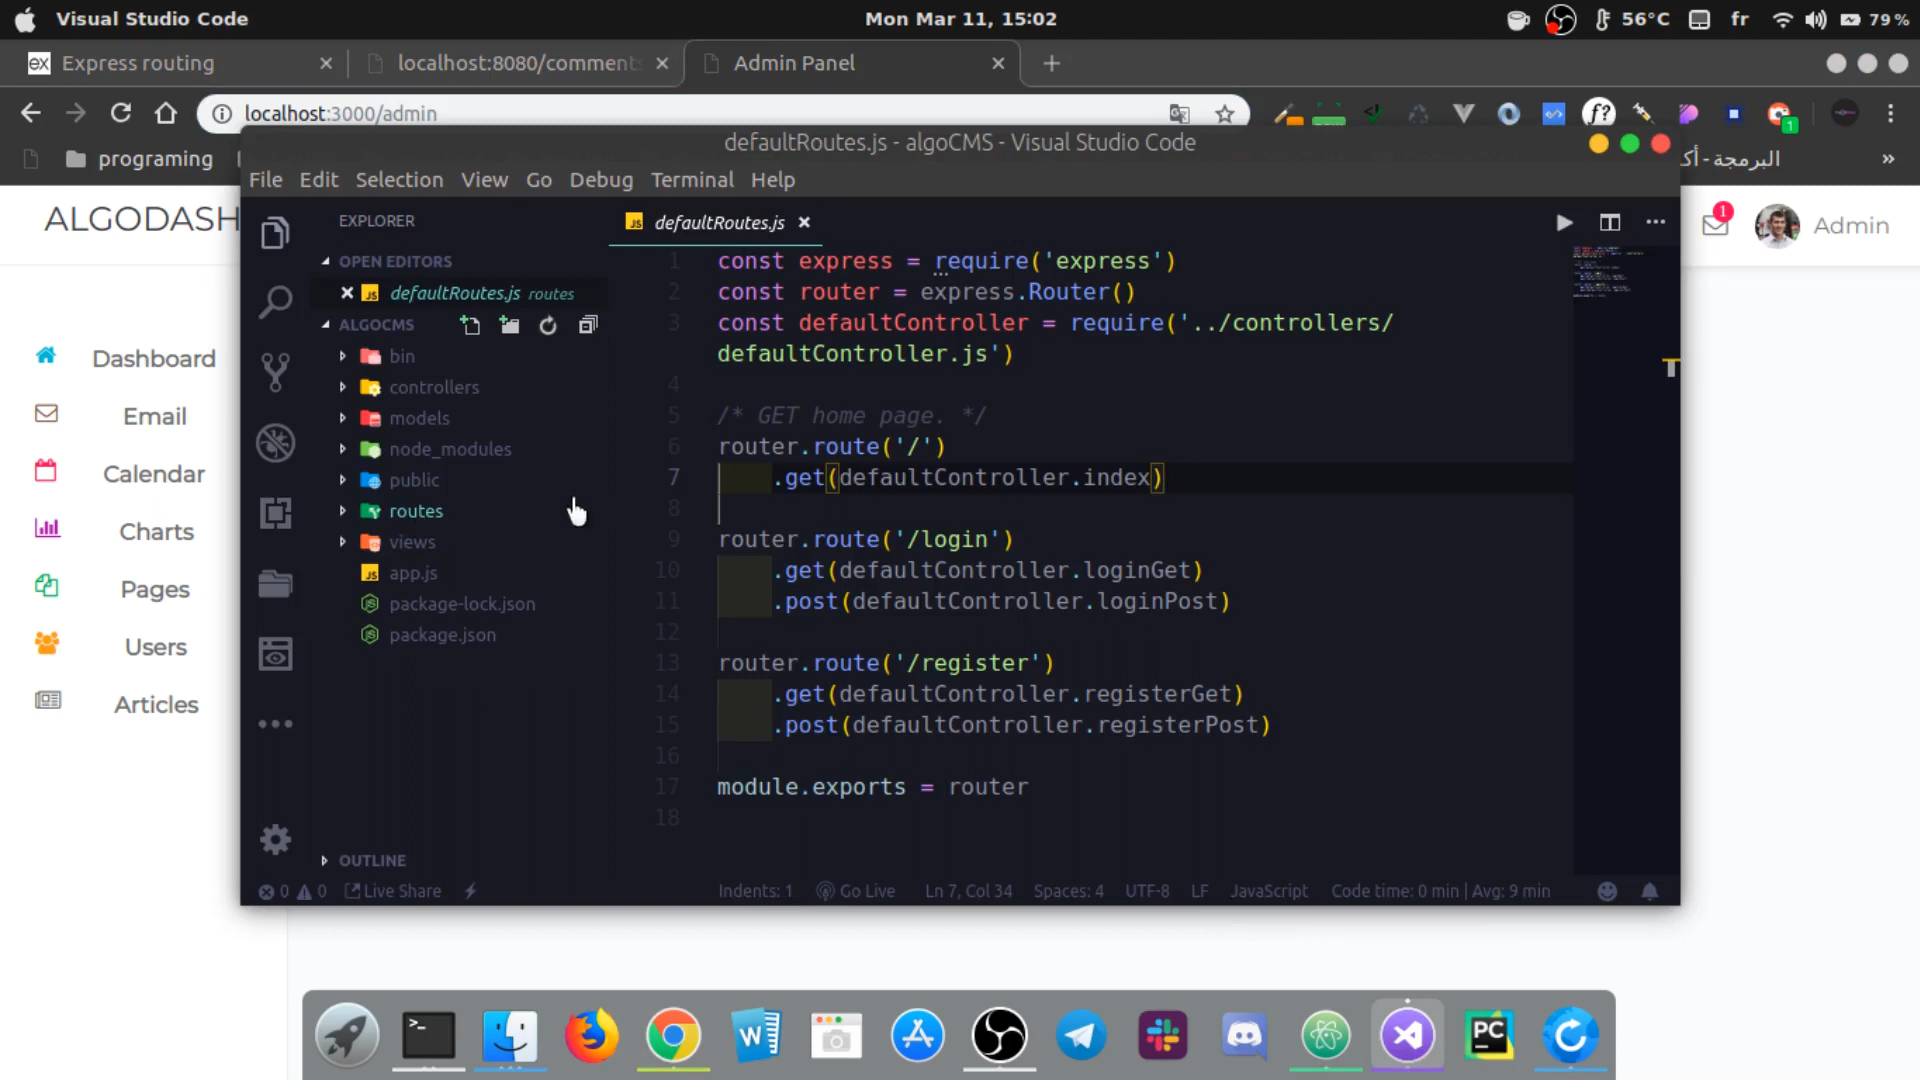 Visual Studio Code
Mon Mar 11, 15:02
56°C
fr
79%
ex Express routing
localhost:8080/comments
Admin Panel
localhost:3000/admin
f?
1
programing
البرمجة - أك
»
defaultRoutes.js - algoCMS - Visual Studio Code
File Edit Selection View Go Debug Terminal Help
ALGODASH
1
Admin
Dashboard
Email
Calendar
Charts
Pages
Users
Articles
EXPLORER
OPEN EDITORS
JS defaultRoutes.js routes
ALGOCMS
bin
controllers
models
node_modules
public
routes
views
JS app.js
package-lock.json
package.json
OUTLINE
JS defaultRoutes.js
1 const express = require('express')
2 const router = express.Router()
3 const defaultController = require('../controllers/
defaultController.js')
4
5 /* GET home page. */
6 router.route('/')
7 .get(defaultController.index)
8
9 router.route('/login')
10 .get(defaultController.loginGet)
11 .post(defaultController.loginPost)
12
13 router.route('/register')
14 .get(defaultController.registerGet)
15 .post(defaultController.registerPost)
16
17 module.exports = router
18
0 0 Live Share
Indents: 1 Go Live Ln 7, Col 34 Spaces: 4 UTF-8 LF JavaScript Code time: 0 min | Avg: 9 min
W
PC